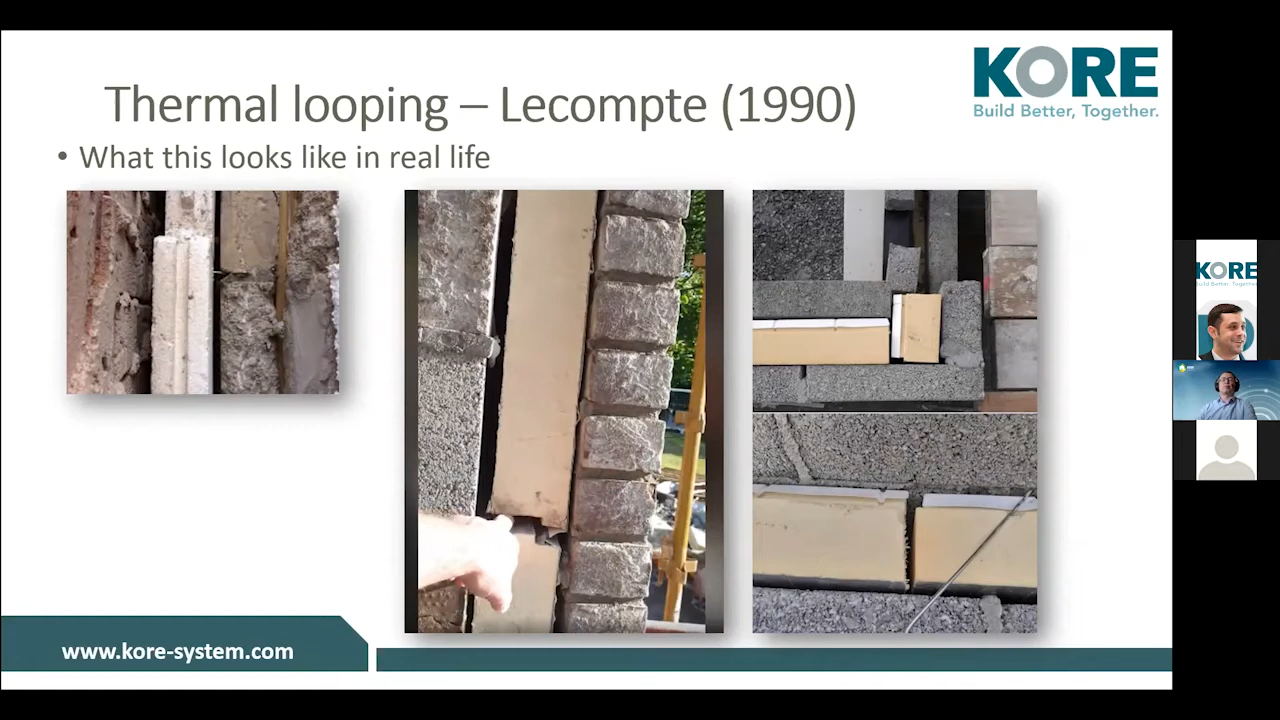 Thermal looping – Lecompte (1990)
KORE
Build Better, Together.
• What this looks like in real life
www.kore-system.com
KORE
Build Better, Together